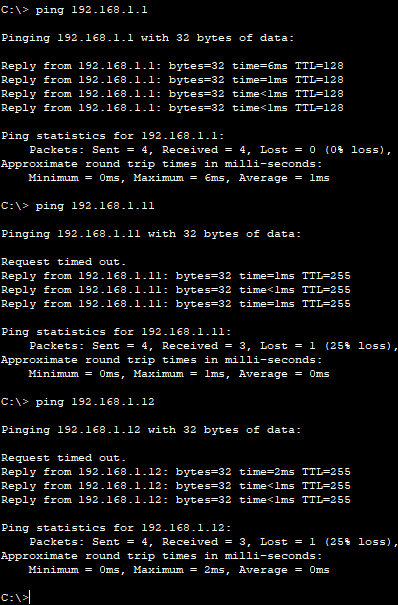 C:\> ping 192.168.1.1
Pinging 192.168.1.1 with 32 bytes of data:
Reply from 192.168.1.1: bytes=32 time=6ms TTL=128
Reply from 192.168.1.1: bytes=32 time=1ms TTL=128
Reply from 192.168.1.1: bytes=32 time<1ms TTL=128
Reply from 192.168.1.1: bytes=32 time<1ms TTL=128
Ping statistics for 192.168.1.1:
Packets: Sent = 4, Received = 4, Lost = 0 (0% loss),
Approximate round trip times in milli-seconds:
Minimum = 0ms, Maximum = 6ms, Average = 1ms
C:\> ping 192.168.1.11
Pinging 192.168.1.11 with 32 bytes of data:
Request timed out.
Reply from 192.168.1.11: bytes=32 time=1ms TTL=255
Reply from 192.168.1.11: bytes=32 time<1ms TTL=255
Reply from 192.168.1.11: bytes=32 time=1ms TTL=255
Ping statistics for 192.168.1.11:
Packets: Sent = 4, Received = 3, Lost = 1 (25% loss),
Approximate round trip times in milli-seconds:
Minimum = 0ms, Maximum = 1ms, Average = 0ms
C:\> ping 192.168.1.12
Pinging 192.168.1.12 with 32 bytes of data:
Request timed out.
Reply from 192.168.1.12: bytes=32 time=2ms TTL=255
Reply from 192.168.1.12: bytes=32 time<1ms TTL=255
Reply from 192.168.1.12: bytes=32 time<1ms TTL=255
Ping statistics for 192.168.1.12:
Packets: Sent = 4, Received = 3, Lost = 1 (25% loss),
Approximate round trip times in milli-seconds:
Minimum = 0ms, Maximum = 2ms, Average = 0ms
C:\>